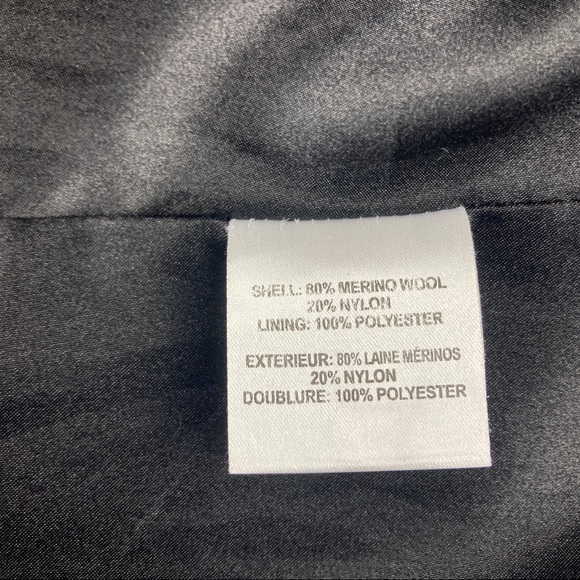 SHELL: 80% MERINO WOOL
20% NYLON
LINING: 100% POLYESTER
EXTERIEUR: 80% LAINE MÉRINOS
20% NYLON
DOUBLURE: 100% POLYESTER